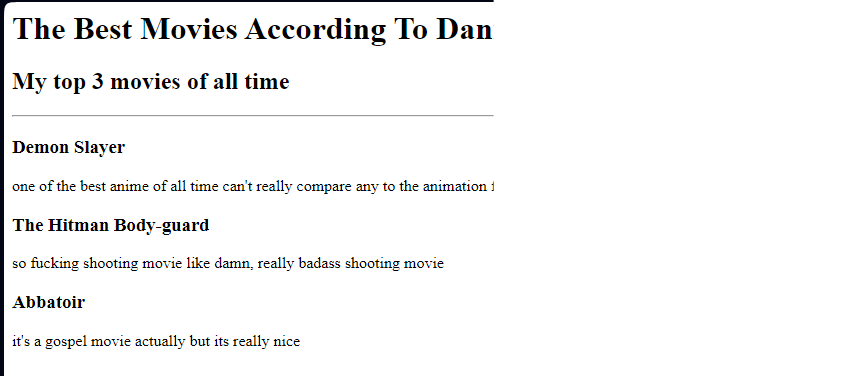 The Best Movies According To Dan
My top 3 movies of all time
Demon Slayer
one of the best anime of all time can't really compare any to the animation
The Hitman Body-guard
so fucking shooting movie like damn, really badass shooting movie
Abbatoir
it's a gospel movie actually but its really nice